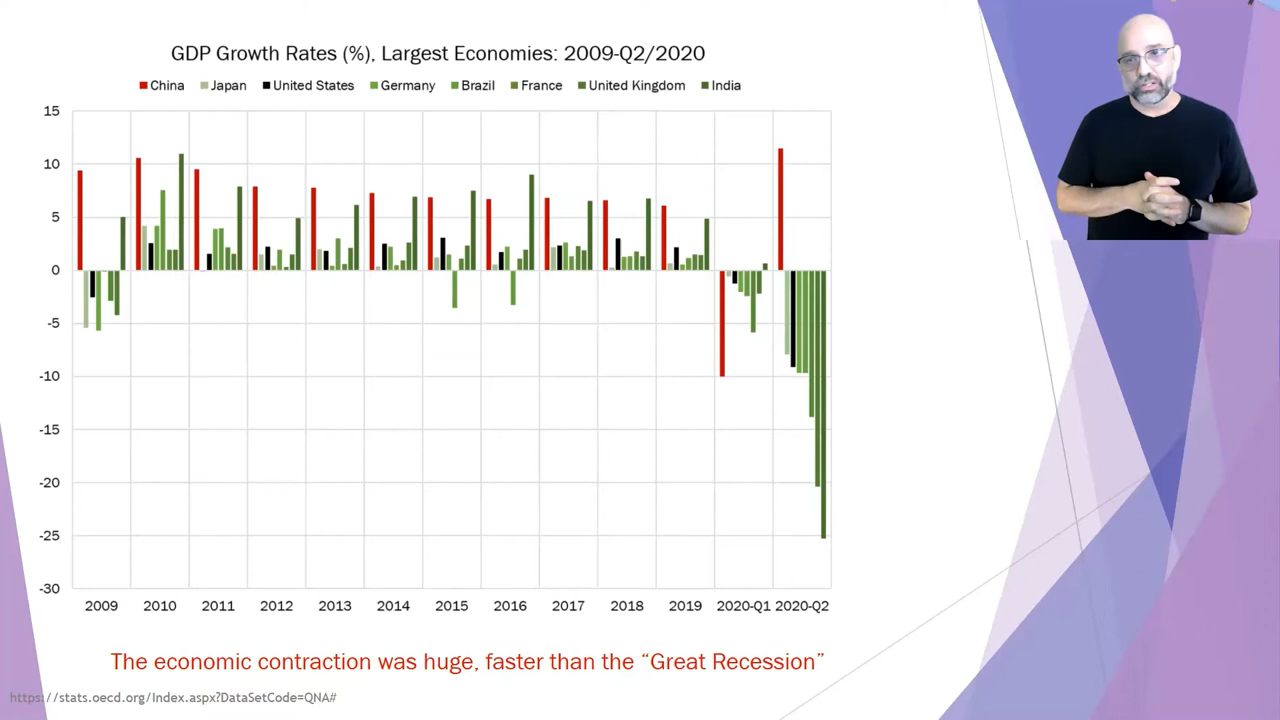 GDP Growth Rates (%), Largest Economies: 2009-Q2/2020
China Japan United States Germany Brazil France United Kingdom India
15
10
5
0
-5
-10
-15
-20
-25
-30
2009 2010 2011 2012 2013 2014 2015 2016 2017 2018 2019 2020-Q1 2020-Q2
The economic contraction was huge, faster than the “Great Recession”
https://stats.oecd.org/Index.aspx?DataSetCode=QNA#